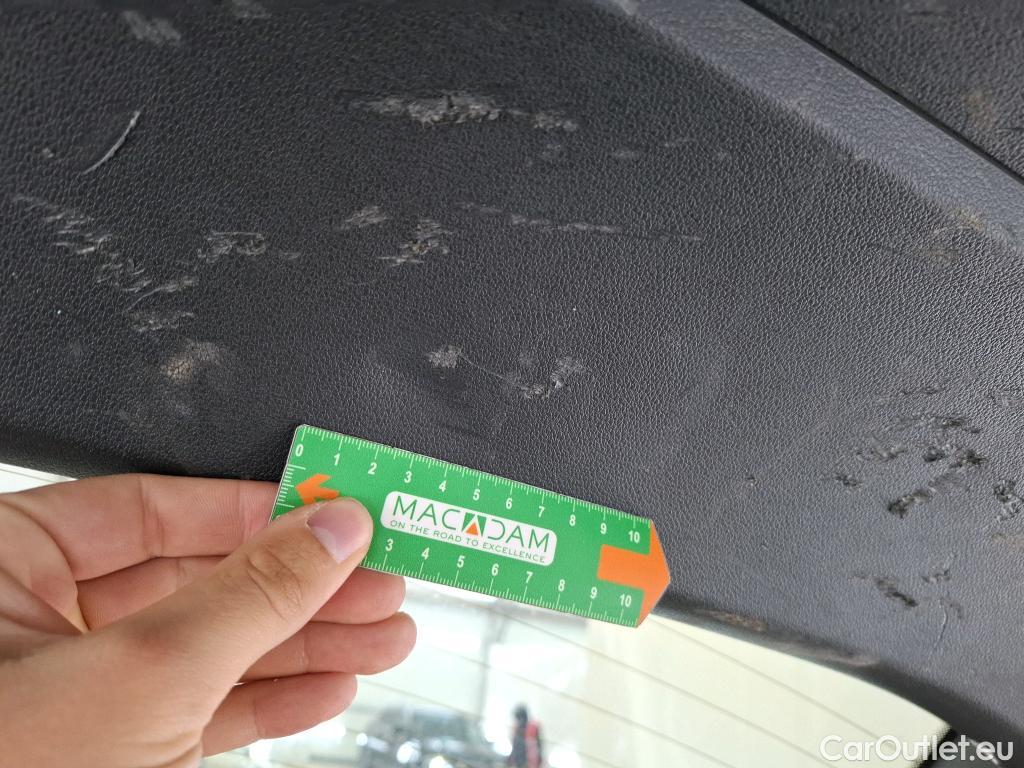 0 1 2 3 4 5 6 7 8 9 10
MACADAM
ON THE ROAD TO EXCELLENCE
3 4 5 6 7 8 9 10
CarOutlet.eu